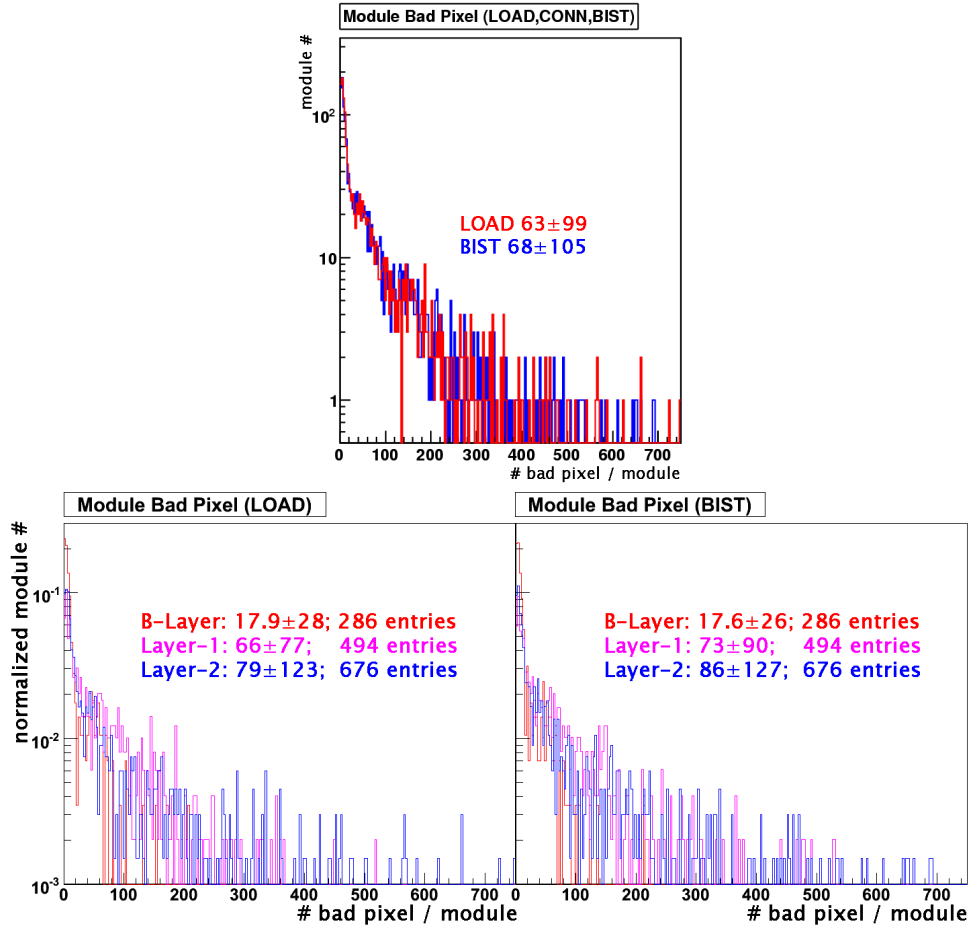 Module Bad Pixel (LOAD,CONN,BIST)
module #
10²
10
1
LOAD 63±99
BIST 68±105
0 100 200 300 400 500 600 700
# bad pixel / module
Module Bad Pixel (LOAD)
normalized module #
10⁻¹
10⁻²
10⁻³
B-Layer: 17.9±28; 286 entries
Layer-1: 66±77; 494 entries
Layer-2: 79±123; 676 entries
0 100 200 300 400 500 600 700
# bad pixel / module
Module Bad Pixel (BIST)
B-Layer: 17.6±26; 286 entries
Layer-1: 73±90; 494 entries
Layer-2: 86±127; 676 entries
0 100 200 300 400 500 600 700
# bad pixel / module